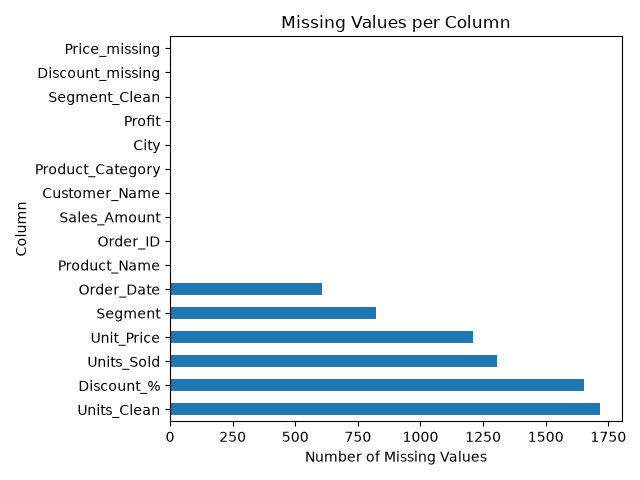 Missing Values per Column
Price_missing
Discount_missing
Segment_Clean
Profit
City
Product_Category
Customer_Name
Sales_Amount
Order_ID
Product_Name
Order_Date
Segment
Unit_Price
Units_Sold
Discount_%
Units_Clean
Column
0 250 500 750 1000 1250 1500 1750
Number of Missing Values